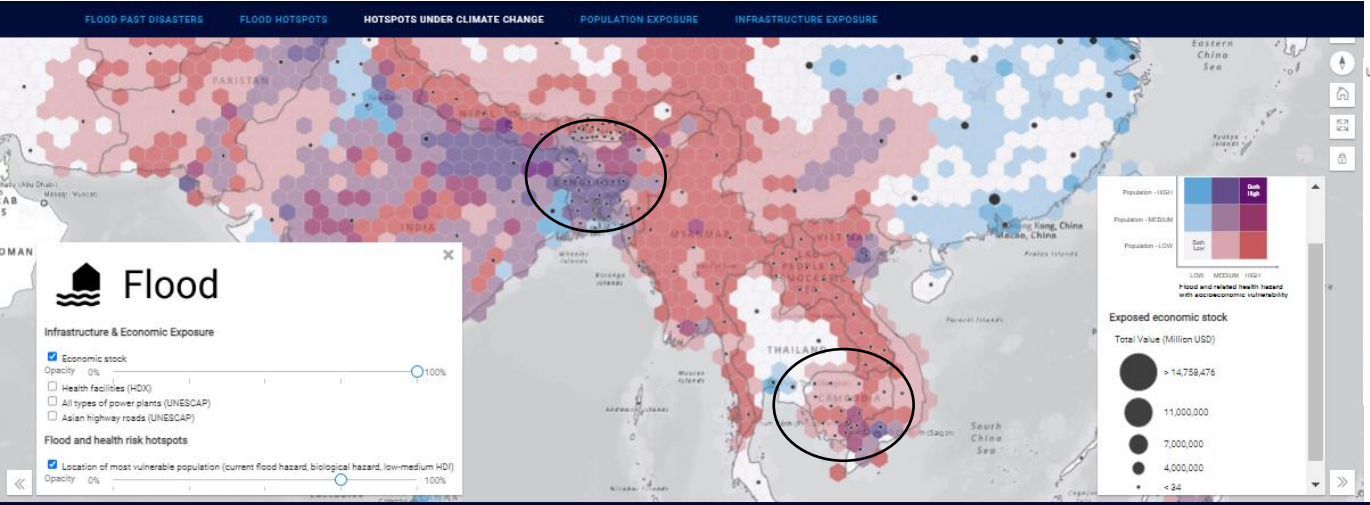 FLOOD PAST DISASTERS
FLOOD HOTSPOTS
HOTSPOTS UNDER CLIMATE CHANGE
POPULATION EXPOSURE
INFRASTRUCTURE EXPOSURE
Eastern
China
Sea
PAKISTAN
NEPAL
Ryukyu
Islands
INDIA
MYANMAR
VIET NAM
Kong, China
Macao, China
Paracel Islands
THAILAND
CAMBODIA
South
China
Sea
OMAN
Flood
Infrastructure & Economic Exposure
Economic stock
Opacity 0% 100%
Health facilities (HDX)
All types of power plants (UNESCAP)
Asian highway roads (UNESCAP)
Flood and health risk hotspots
Location of most vulnerable population (current flood hazard, biological hazard, low-medium HDI)
Opacity 0% 100%
Population - HIGH
Both
High
Population - MEDIUM
Population - LOW
Both
Low
LOW MEDIUM HIGH
Flood and related health hazard
with socioeconomic vulnerability
Exposed economic stock
Total Value (Million USD)
> 14,759,476
11,000,000
7,000,000
4,000,000
< 34